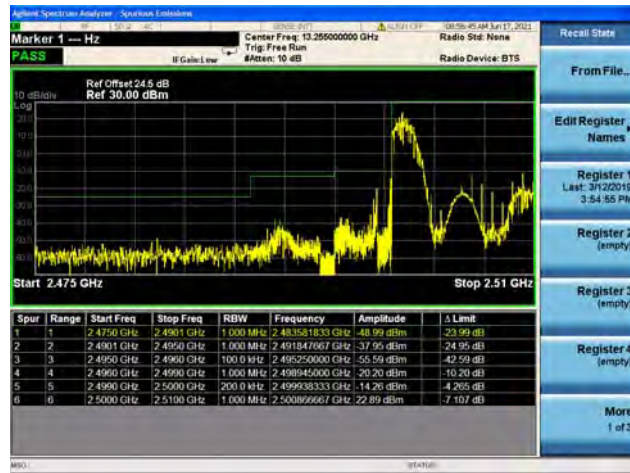 Agilent Spectrum Analyzer - Spurious Emissions
RF 50 Ω AC SENSE:INT ALIGN OFF 08:56:45 AM Jun 17, 2021
Marker 1 --- Hz
Center Freq: 13.255000000 GHz
Radio Std: None
Recall State
PASS
Trig: Free Run
IFGain:Low
#Atten: 10 dB
Radio Device: BTS
From File...
Ref Offset 24.5 dB
10 dB/div Ref 30.00 dBm
Log
20.0
10.0
Edit Register Names
Register 1
Last: 3/12/2019
3:54:55 PM
Register 2
(empty)
Register 3
(empty)
Register 4
(empty)
More
1 of 3
Start 2.475 GHz Stop 2.51 GHz
Spur Range Start Freq Stop Freq RBW Frequency Amplitude Δ Limit
1 1 2.4750 GHz 2.4901 GHz 1.000 MHz 2.483581833 GHz -48.99 dBm -23.99 dB
2 2 2.4901 GHz 2.4950 GHz 1.000 MHz 2.491847667 GHz -37.95 dBm -24.95 dB
3 3 2.4950 GHz 2.4960 GHz 100.0 kHz 2.495250000 GHz -55.59 dBm -42.59 dB
4 4 2.4960 GHz 2.4990 GHz 1.000 MHz 2.498945000 GHz -20.20 dBm -10.20 dB
5 5 2.4990 GHz 2.5000 GHz 200.0 kHz 2.499938333 GHz -14.26 dBm -4.265 dB
6 6 2.5000 GHz 2.5100 GHz 1.000 MHz 2.500866667 GHz 22.89 dBm -7.107 dB
MSG STATUS